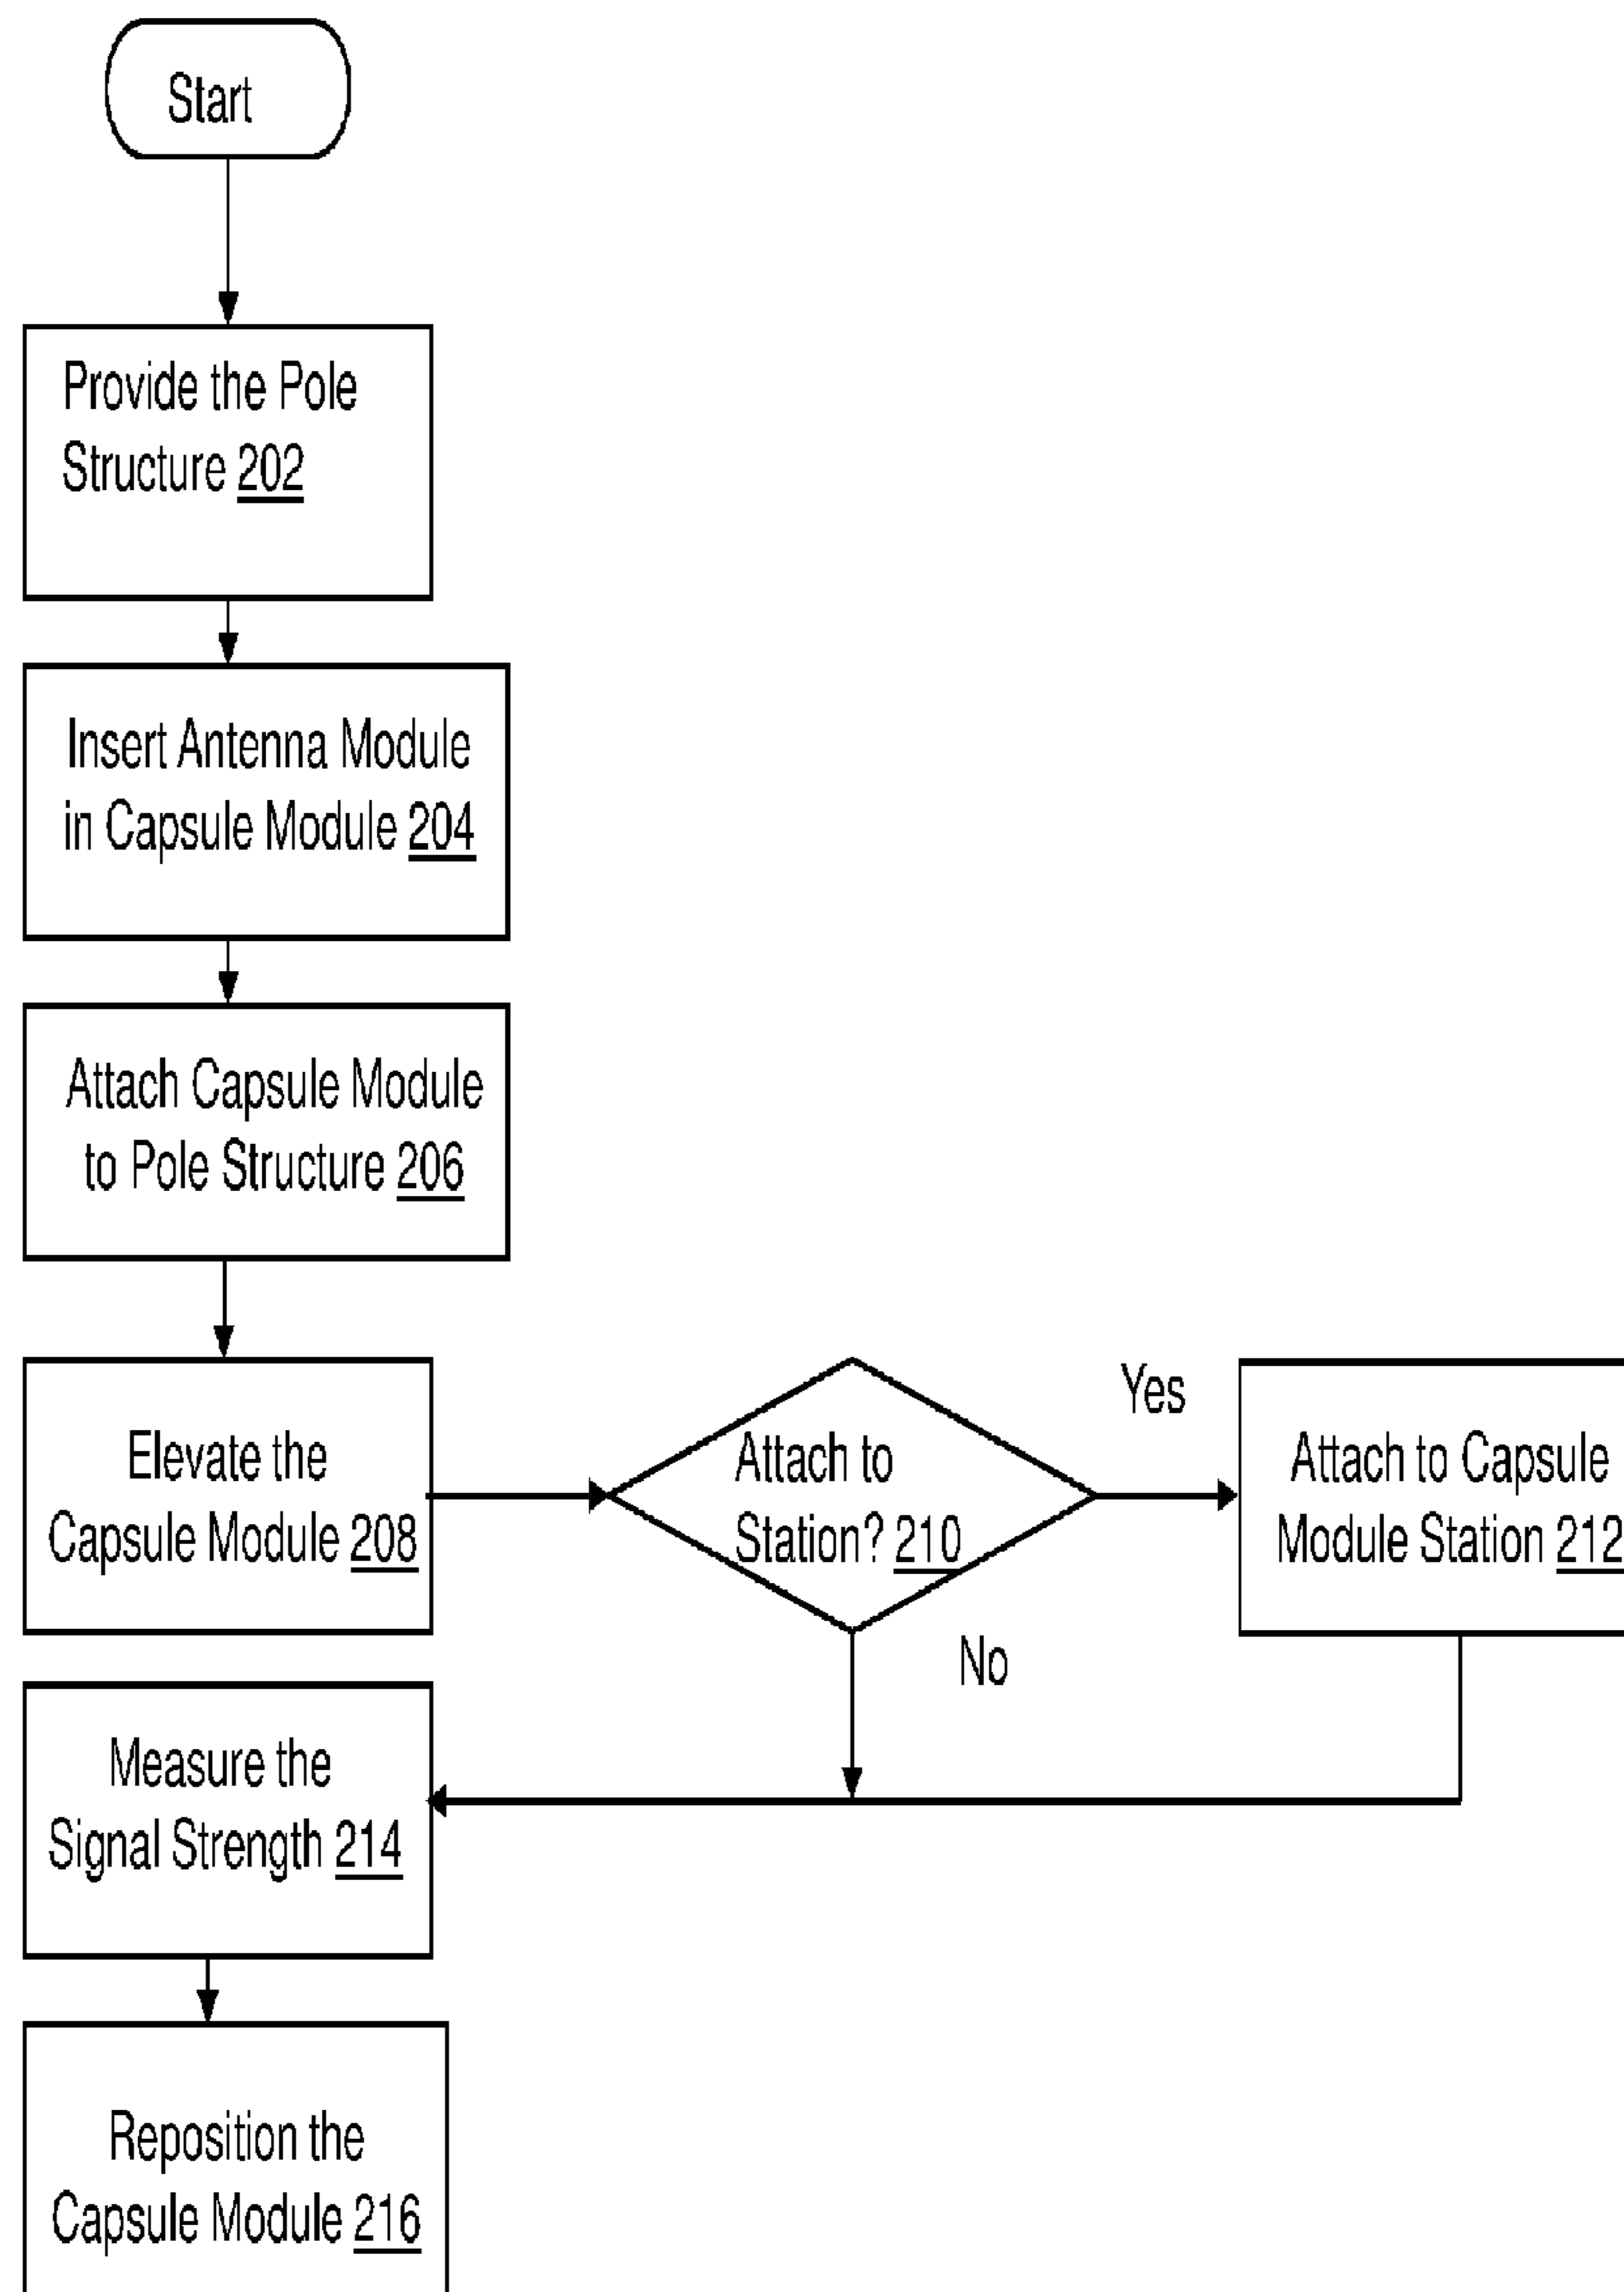 Start
Provide the Pole
Structure 202
Insert Antenna Module
in Capsule Module 204
Attach Capsule Module
to Pole Structure 206
Elevate the
Capsule Module 208
Attach to
Station? 210
Yes
Attach to Capsule
Module Station 212
No
Measure the
Signal Strength 214
Reposition the
Capsule Module 216